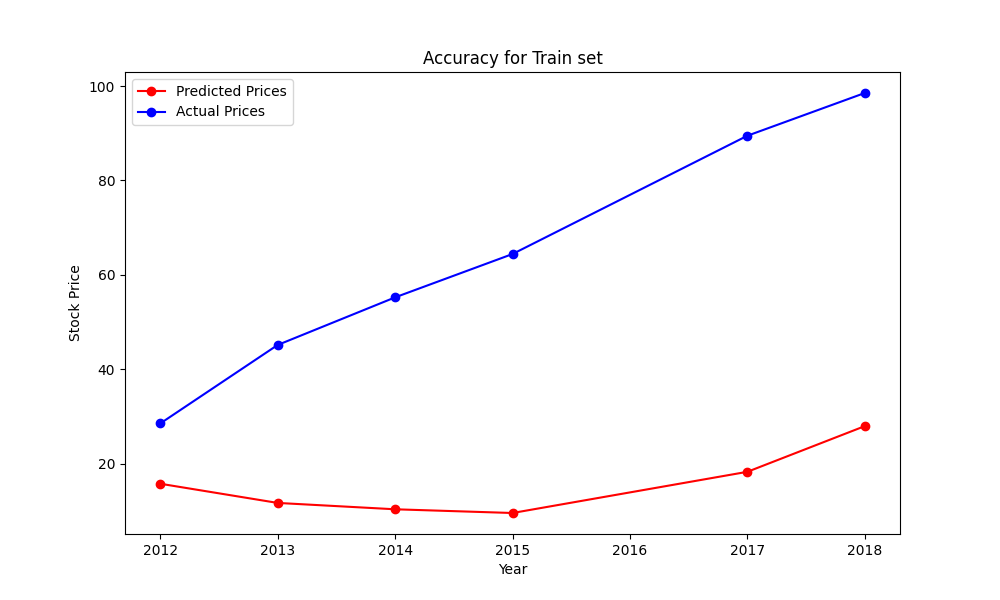 Accuracy for Train set
Predicted Prices
Actual Prices
100
80
60
40
20
Stock Price
2012 2013 2014 2015 2016 2017 2018
Year